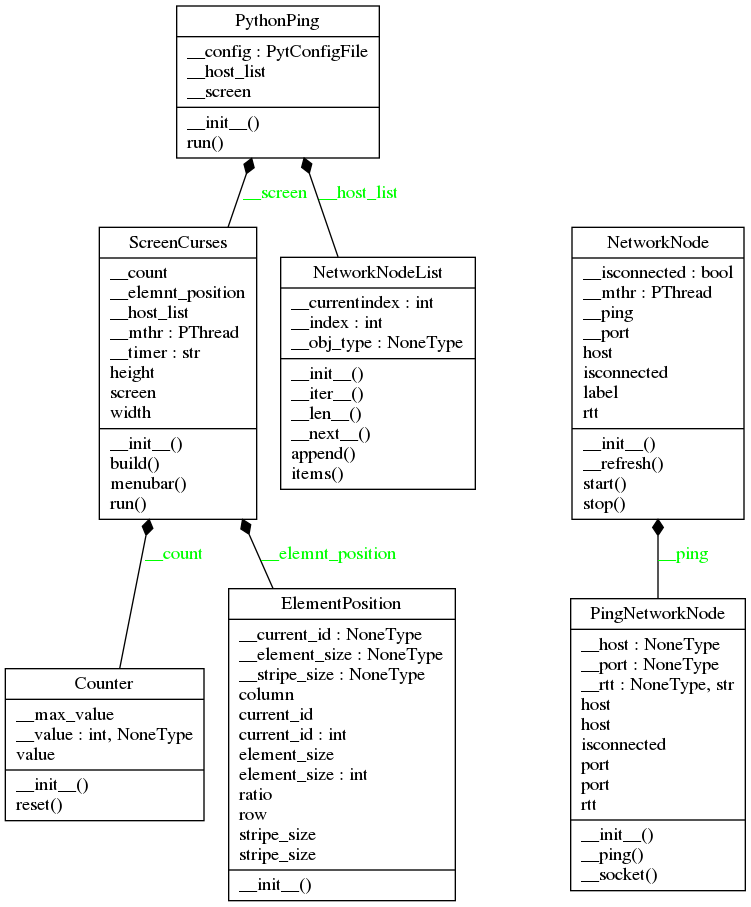 PythonPing
__config : PytConfigFile
__host_list
__screen
__init__()
run()
__screen
__host_list
ScreenCurses
__count
__elemnt_position
__host_list
__mthr : PThread
__timer : str
height
screen
width
__init__()
build()
menubar()
run()
NetworkNodeList
__currentindex : int
__index : int
__obj_type : NoneType
__init__()
__iter__()
__len__()
__next__()
append()
items()
NetworkNode
__isconnected : bool
__mthr : PThread
__ping
__port
host
isconnected
label
rtt
__init__()
__refresh()
start()
stop()
__count
__elemnt_position
__ping
Counter
__max_value
__value : int, NoneType
value
__init__()
reset()
ElementPosition
__current_id : NoneType
__element_size : NoneType
__stripe_size : NoneType
column
current_id
current_id : int
element_size
element_size : int
ratio
row
stripe_size
stripe_size
__init__()
PingNetworkNode
__host : NoneType
__port : NoneType
__rtt : NoneType, str
host
host
isconnected
port
port
rtt
__init__()
__ping()
__socket()